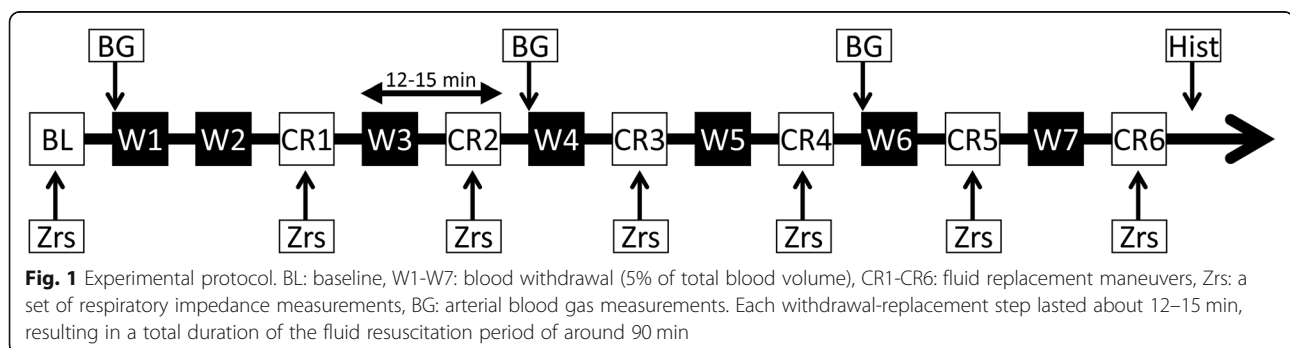 BG BG BG Hist
12-15 min
BL W1 W2 CR1 W3 CR2 W4 CR3 W5 CR4 W6 CR5 W7 CR6
Zrs Zrs Zrs Zrs Zrs Zrs Zrs
Fig. 1 Experimental protocol. BL: baseline, W1-W7: blood withdrawal (5% of total blood volume), CR1-CR6: fluid replacement maneuvers, Zrs: a
set of respiratory impedance measurements, BG: arterial blood gas measurements. Each withdrawal-replacement step lasted about 12–15 min,
resulting in a total duration of the fluid resuscitation period of around 90 min